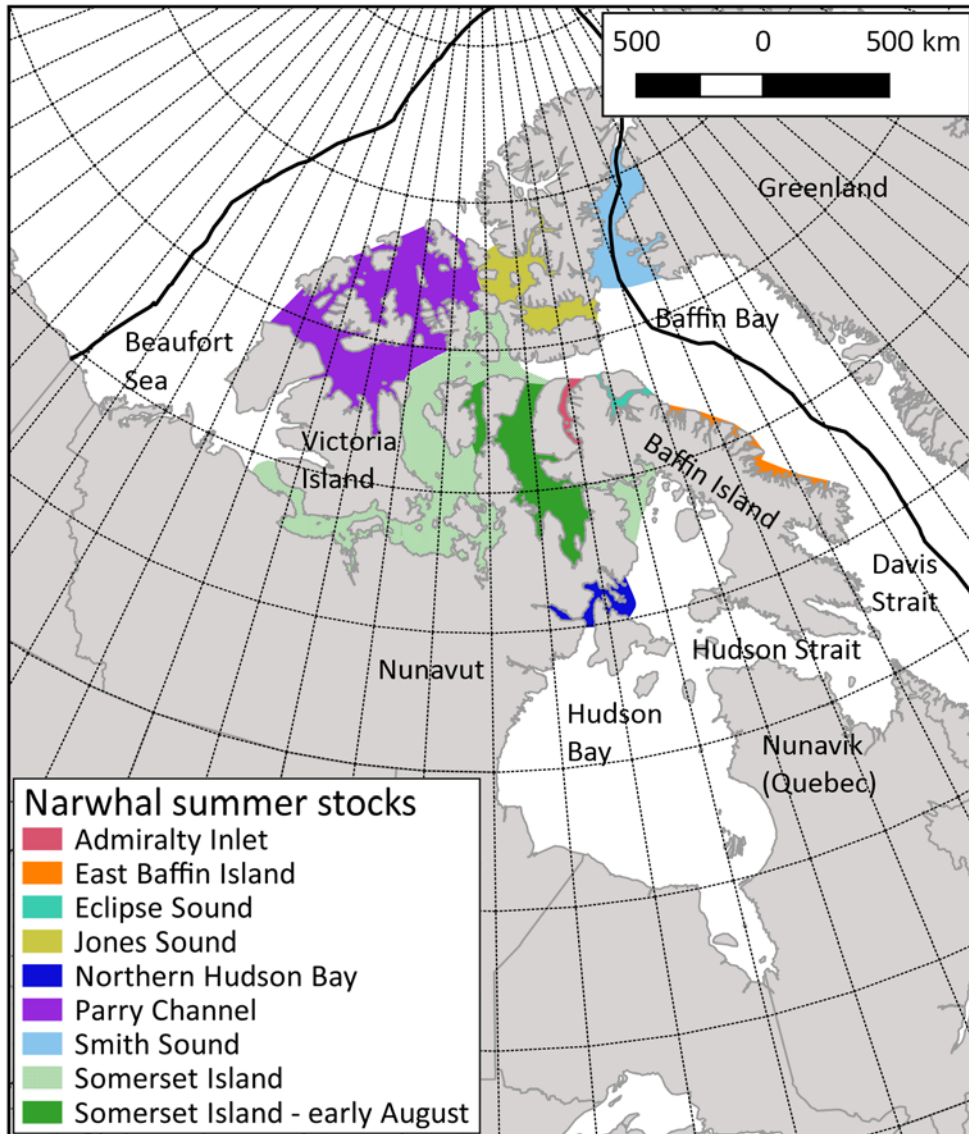 500 0 500 km
Greenland
Baffin Bay
Beaufort
Sea
Victoria
Island
Baffin Island
Davis
Strait
Hudson Strait
Nunavut
Hudson
Bay
Nunavik
(Quebec)
Narwhal summer stocks
Admiralty Inlet
East Baffin Island
Eclipse Sound
Jones Sound
Northern Hudson Bay
Parry Channel
Smith Sound
Somerset Island
Somerset Island - early August